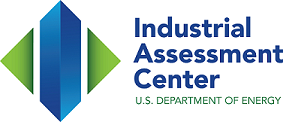 Industrial
Assessment
Center
U.S. DEPARTMENT OF ENERGY